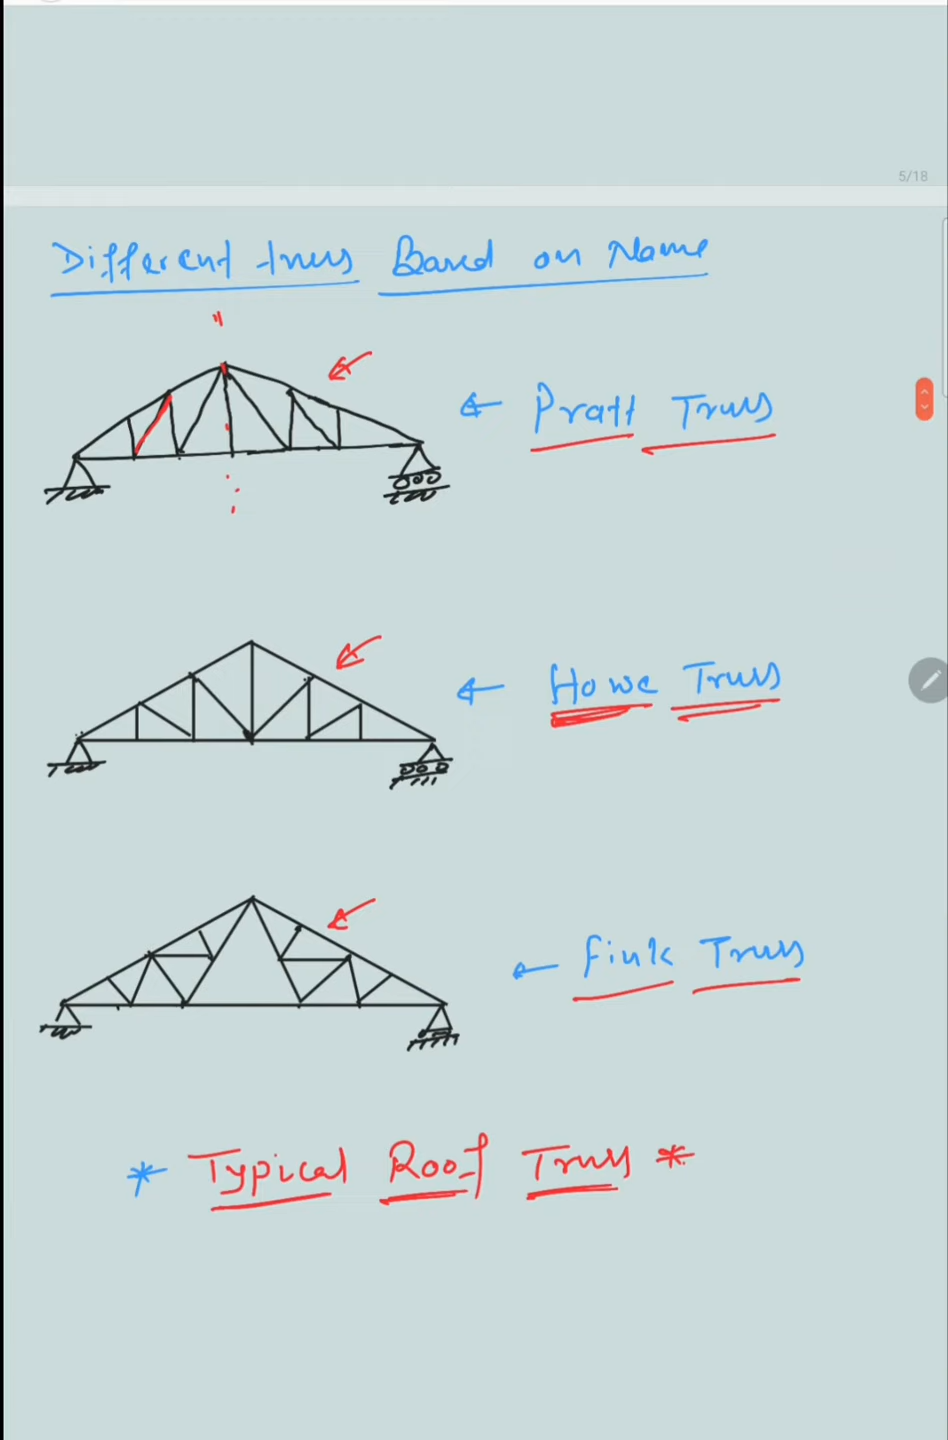 5/18
Different truss Based on Name
← Pratt Truss
← Howe Truss
← Fink Truss
* Typical Roof Truss *